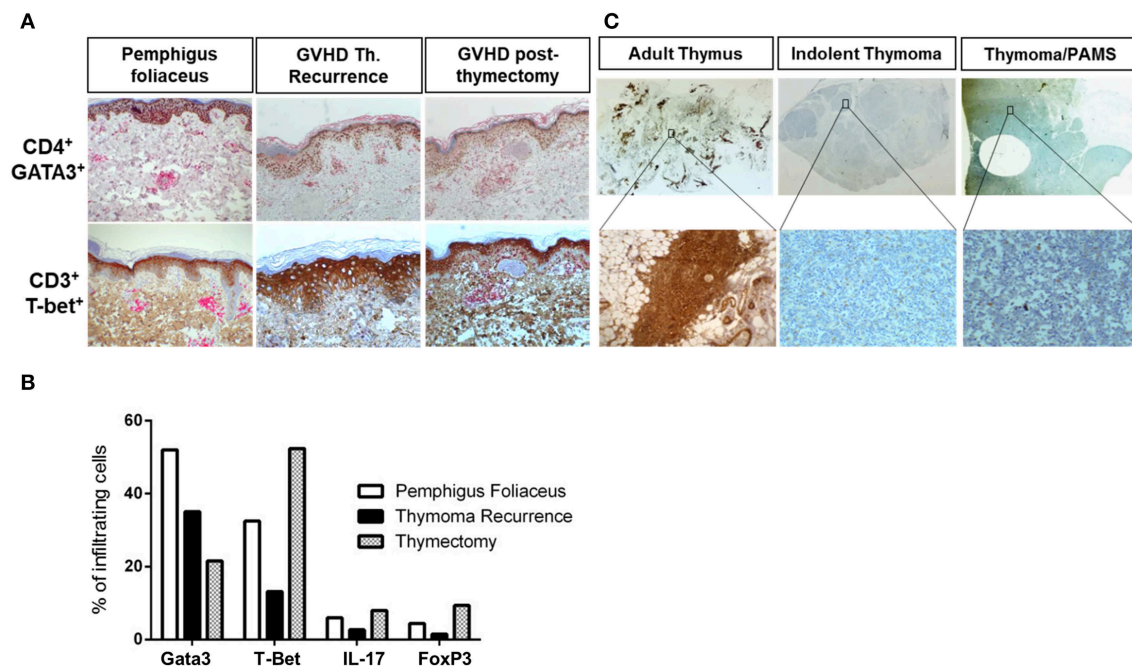 A
Pemphigus
foliaceus
GVHD Th.
Recurrence
GVHD post-
thymectomy
CD4⁺
GATA3⁺
CD3⁺
T-bet⁺
C
Adult Thymus
Indolent Thymoma
Thymoma/PAMS
B
% of infiltrating cells
60
40
20
0
Gata3
T-Bet
IL-17
FoxP3
Pemphigus Foliaceus
Thymoma Recurrence
Thymectomy